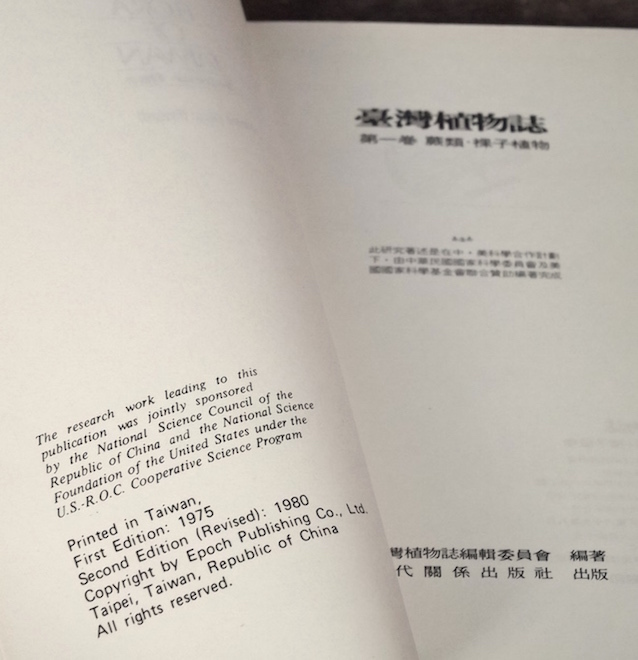 The research work leading to this
publication was jointly sponsored
by the National Science Council of the
Republic of China and the National Science
Foundation of the United States under the
U.S.-R.O.C. Cooperative Science Program
Printed in Taiwan,
First Edition: 1975
Second Edition (Revised): 1980
Copyright by Epoch Publishing Co., Ltd.
Taipei, Taiwan, Republic of China
All rights reserved.
臺灣植物誌
第一卷 蕨類·裸子植物
此研究著述是在中·美科學合作計劃
下,由中華民國國家科學委員會及美
國國家科學基金會聯合贊助編著完成
灣植物誌編輯委員會 編著
代關係出版社 出版